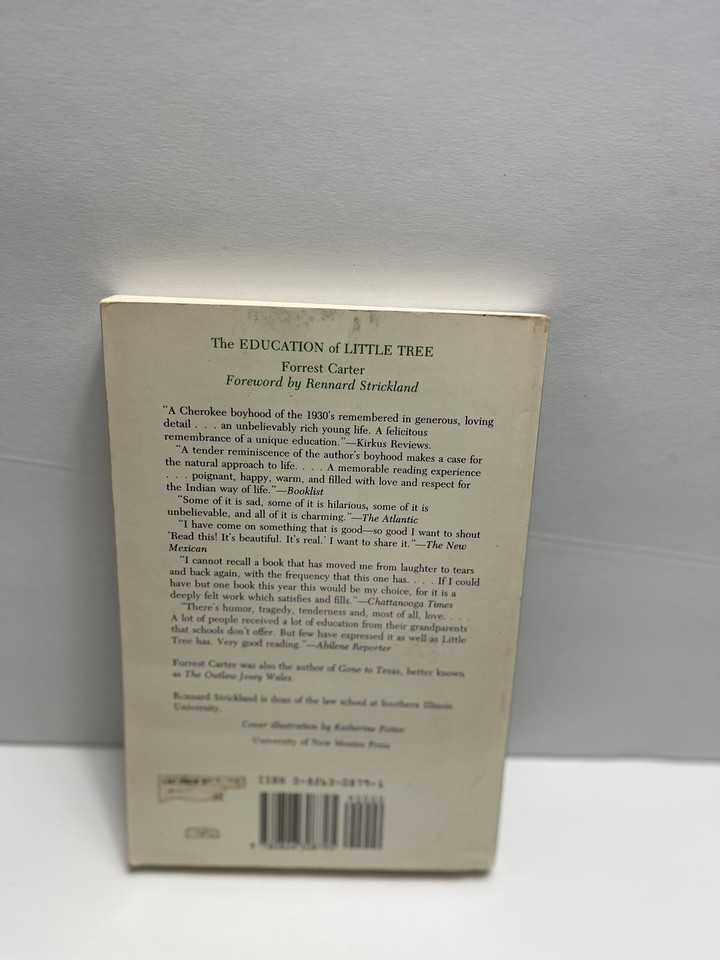 The EDUCATION of LITTLE TREE
Forrest Carter
Foreword by Rennard Strickland
"A Cherokee boyhood of the 1930's remembered in generous, loving
detail . . . an unbelievably rich young life. A felicitous
remembrance of a unique education."—Kirkus Reviews.
"A tender reminiscence of the author's boyhood makes a case for
the natural approach to life. . . . A memorable reading experience
. . . poignant, happy, warm, and filled with love and respect for
the Indian way of life."—Booklist
"Some of it is sad, some of it is hilarious, some of it is
unbelievable, and all of it is charming."—The Atlantic
"I have come on something that is good—so good I want to shout
'Read this! It's beautiful. It's real.' I want to share it."—The New
Mexican
"I cannot recall a book that has moved me from laughter to tears
and back again, with the frequency that this one has. . . . If I could
have but one book this year this would be my choice, for it is a
deeply felt work which satisfies and fills."—Chattanooga Times
"There's humor, tragedy, tenderness and, most of all, love. . . .
A lot of people received a lot of education from their grandparents
that schools don't offer. But few have expressed it as well as Little
Tree has. Very good reading."—Abilene Reporter
Forrest Carter was also the author of Gone to Texas, better known
as The Outlaw Josey Wales.
Rennard Strickland is dean of the law school at Southern Illinois
University.
Cover illustration by Katherine Potter
University of New Mexico Press
ISBN 0-8263-0879-1